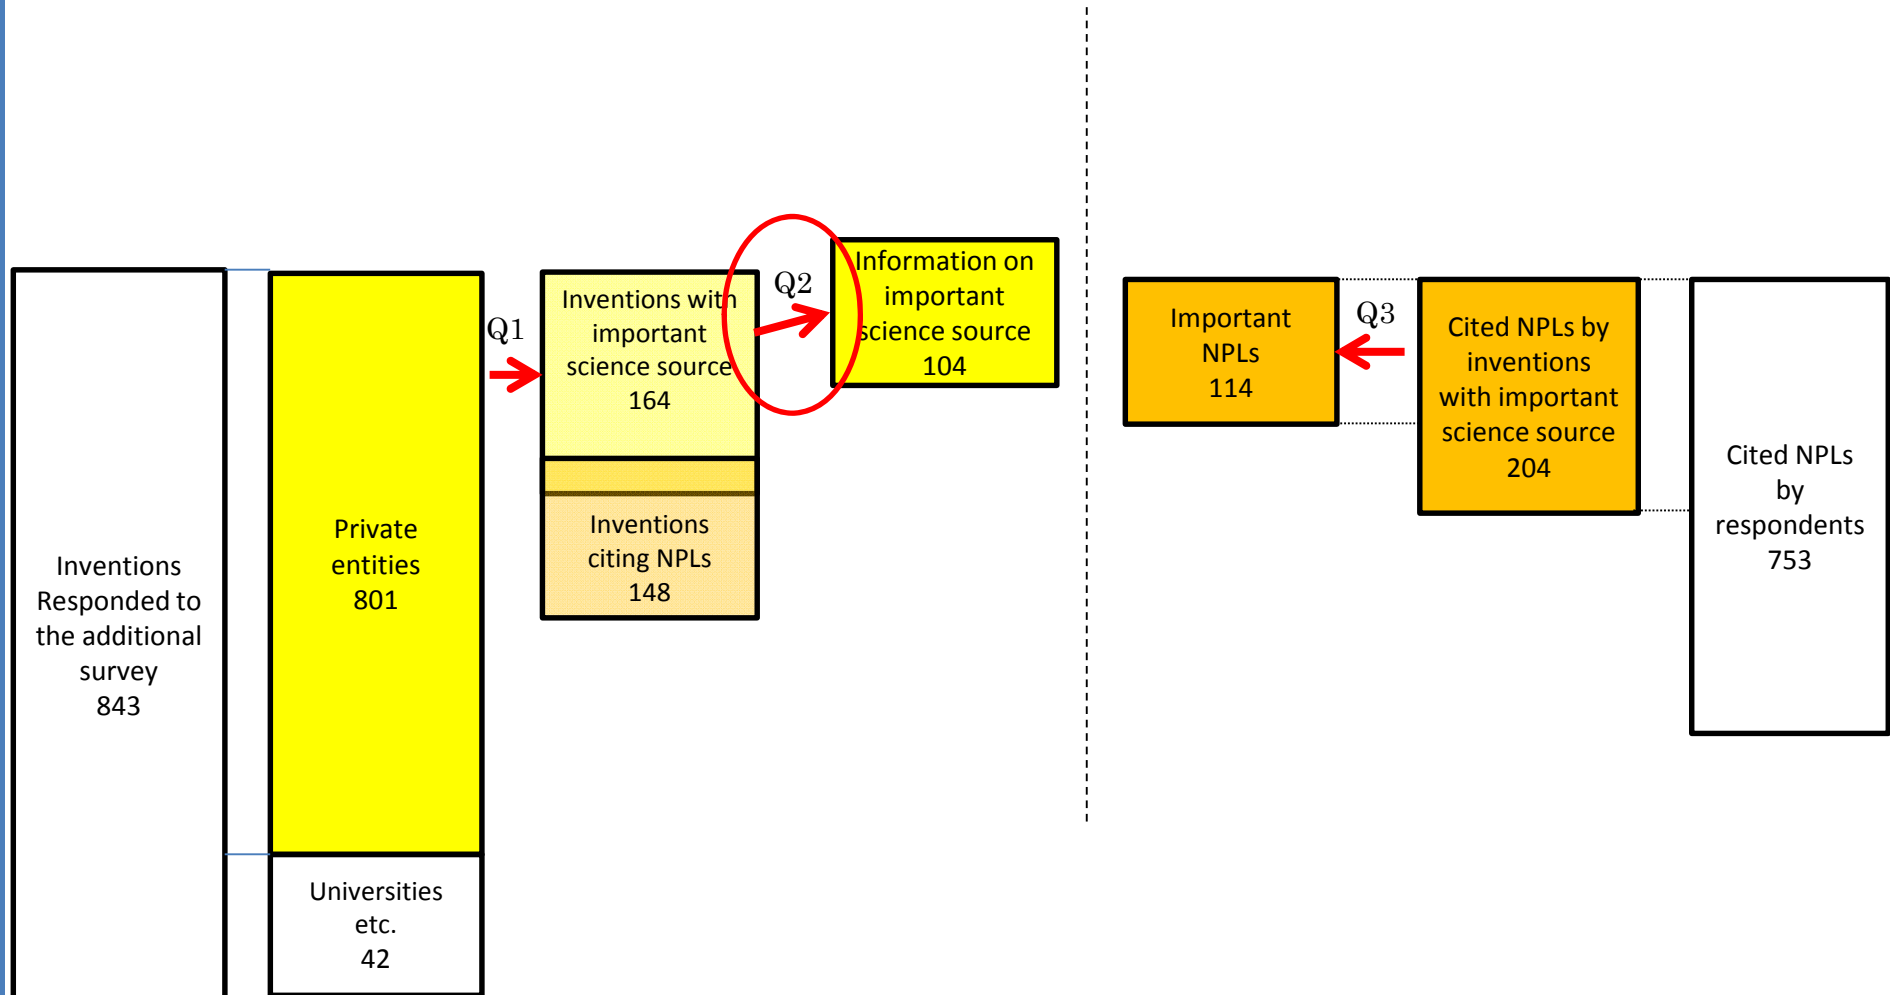 Inventions
Responded to
the additional
survey
843
Private
entities
801
Universities
etc.
42
Q1
Inventions with
important
science source
164
Inventions
citing NPLs
148
Q2
Information on
important
science source
104
Important
NPLs
114
Q3
Cited NPLs by
inventions
with important
science source
204
Cited NPLs
by
respondents
753